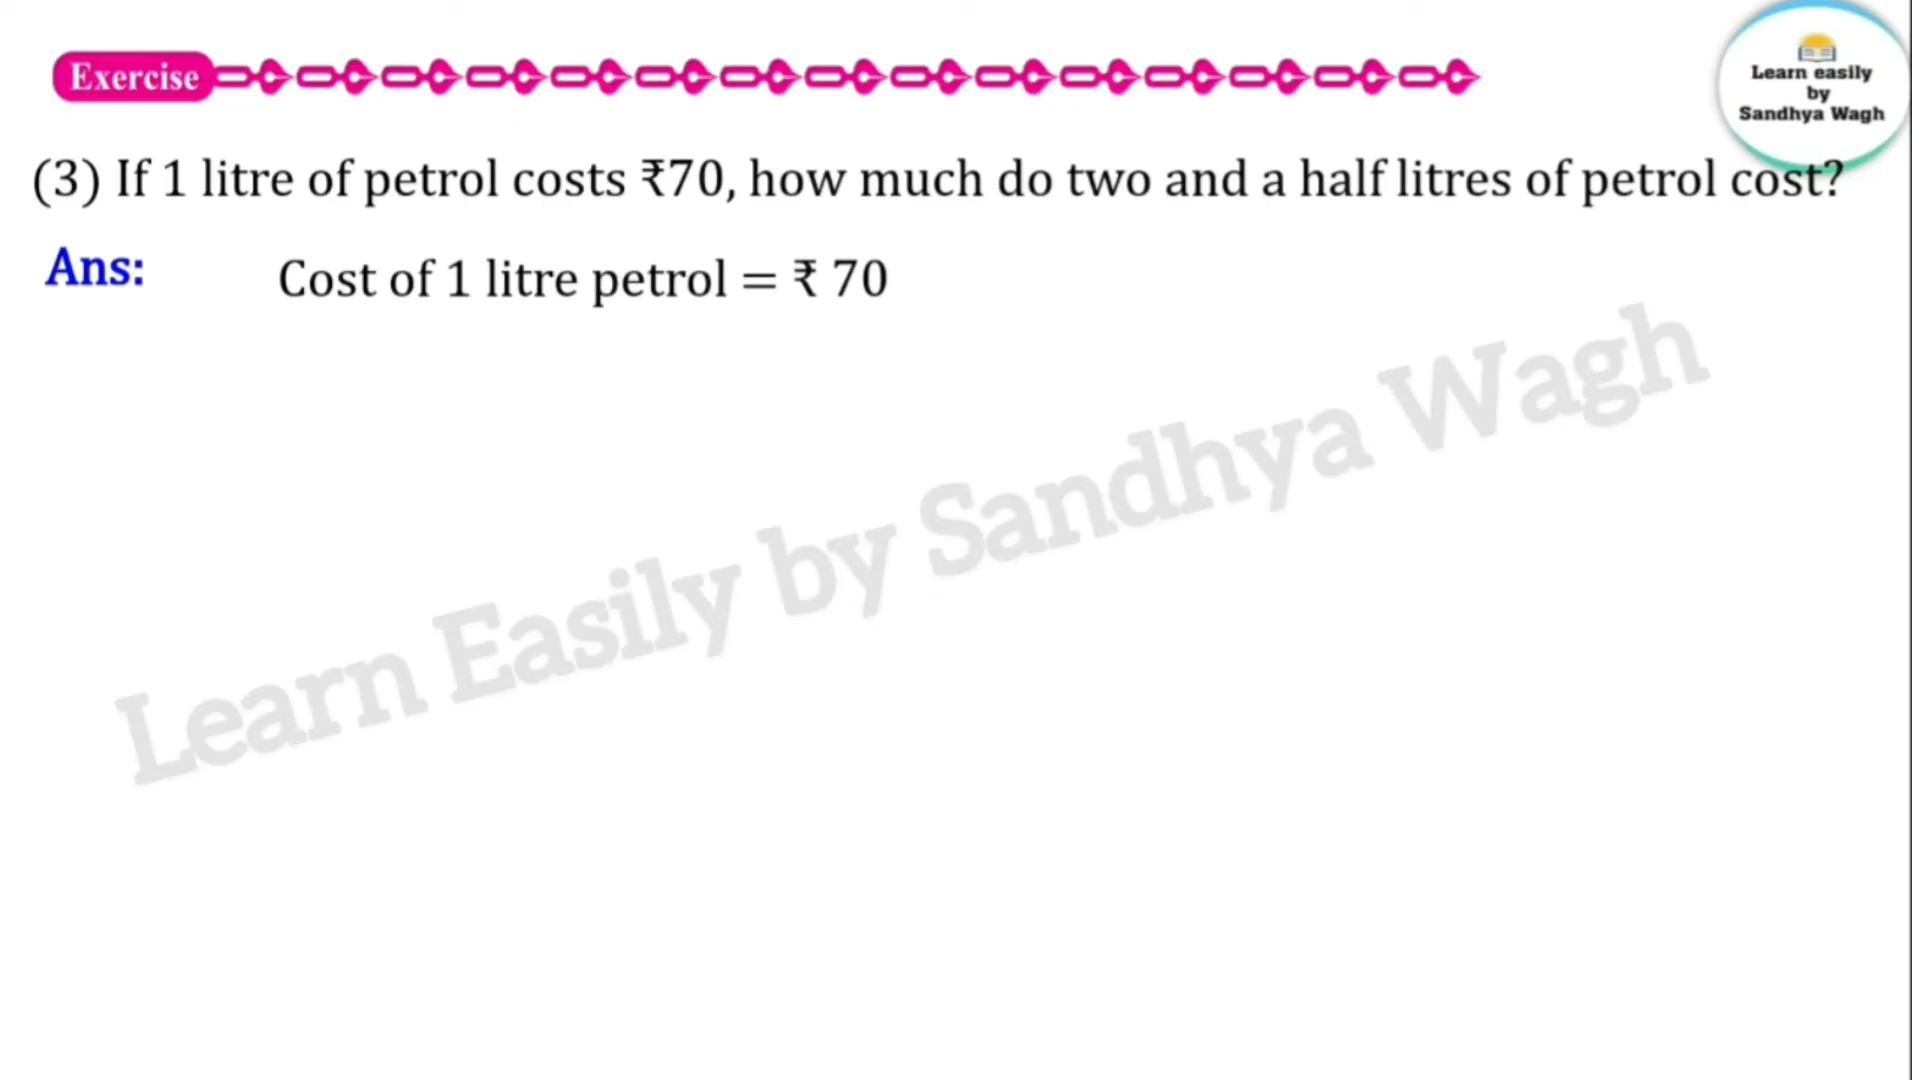 Exercise
Learn easily
by
Sandhya Wagh
(3) If 1 litre of petrol costs ₹70, how much do two and a half litres of petrol cost?
Ans: Cost of 1 litre petrol = ₹ 70
Learn Easily by Sandhya Wagh